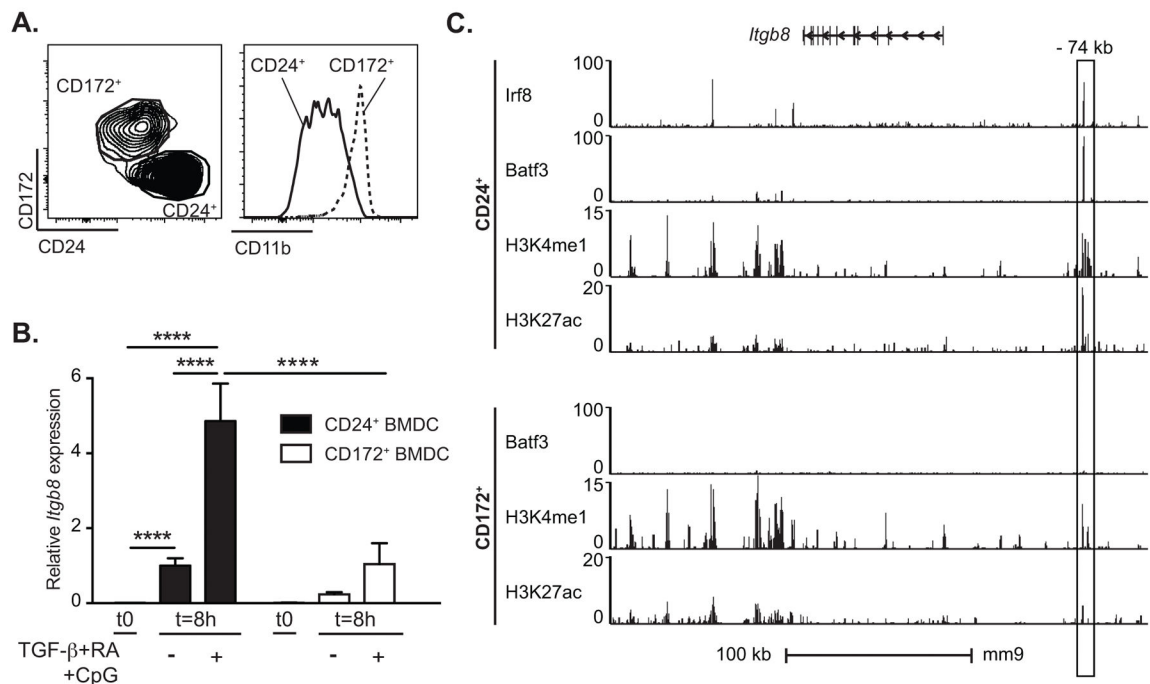 A.
CD172⁺
CD24⁺
CD172
CD24
CD24⁺ CD172⁺
CD11b
B.
****
**** ****
****
6
4
2
0
Relative Itgb8 expression
CD24⁺ BMDC
CD172⁺ BMDC
t0 t=8h t0 t=8h
TGF-β+RA - + - +
+CpG
C.
Itgb8
- 74 kb
CD24⁺
100
Irf8
0
100
Batf3
0
15
H3K4me1
0
20
H3K27ac
0
CD172⁺
100
Batf3
0
15
H3K4me1
0
20
H3K27ac
0
100 kb mm9